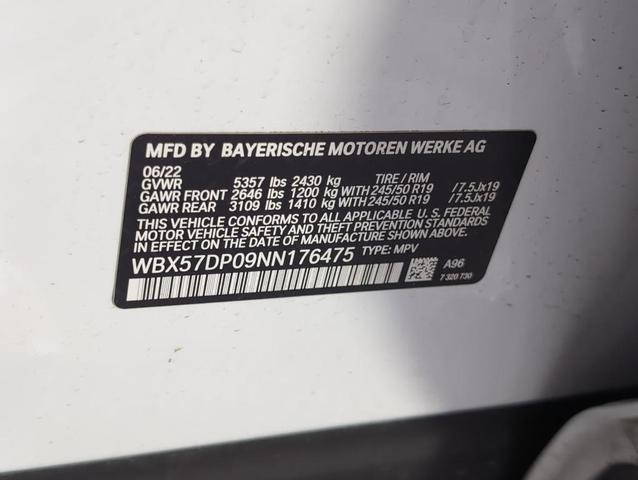 MFD BY BAYERISCHE MOTOREN WERKE AG
06/22 TIRE / RIM
GVWR 5357 lbs 2430 kg
GAWR FRONT 2646 lbs 1200 kg WITH 245/50 R19 /7.5Jx19
GAWR REAR 3109 lbs 1410 kg WITH 245/50 R19 /7.5Jx19
THIS VEHICLE CONFORMS TO ALL APPLICABLE U. S. FEDERAL
MOTOR VEHICLE SAFETY AND THEFT PREVENTION STANDARDS
IN EFFECT ON THE DATE OF MANUFACTURE SHOWN ABOVE.
WBX57DP09NN176475 TYPE: MPV
A96
7 320 730